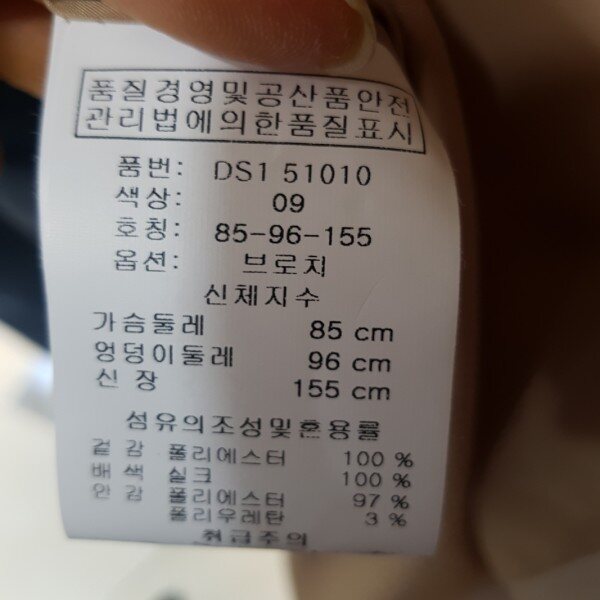 품질경영및공산품안전
관리법에의한품질표시
품번: DS1 51010
색상: 09
호칭: 85-96-155
옵션: 브로치
신체지수
가슴둘레 85 cm
엉덩이둘레 96 cm
신 장 155 cm
섬유의조성및혼용률
겉 감 폴리에스터 100 %
배 색 실크 100 %
안 감 폴리에스터 97 %
폴리우레탄 3 %
취급주의